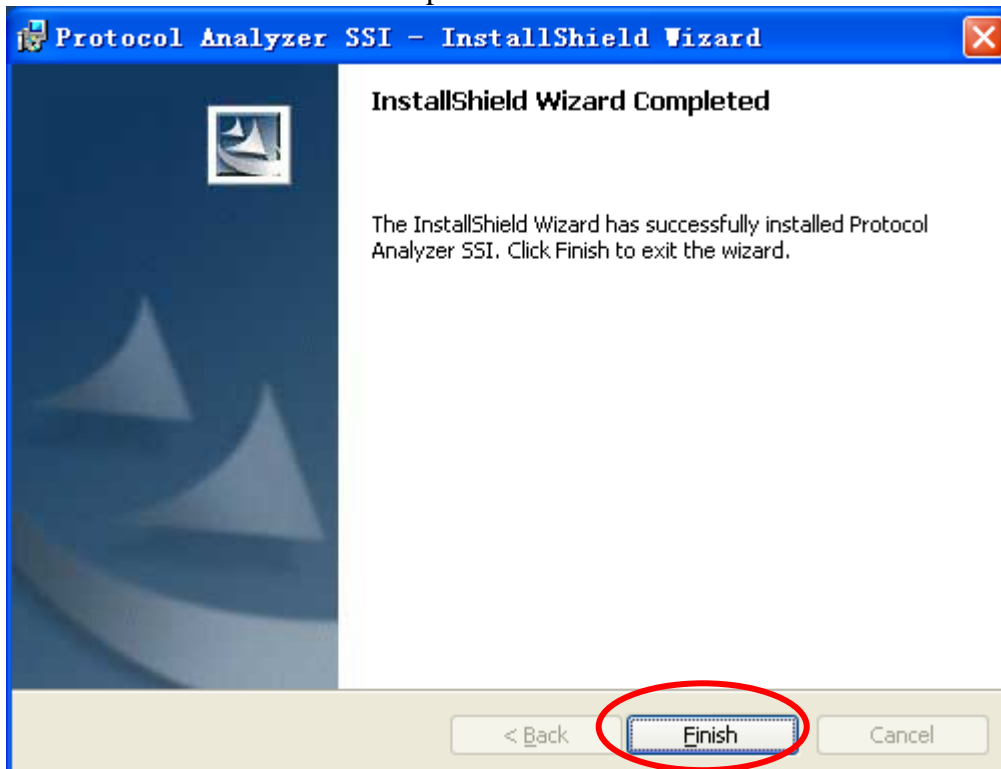 Protocol Analyzer SSI - InstallShield Wizard
InstallShield Wizard Completed
The InstallShield Wizard has successfully installed Protocol
Analyzer SSI. Click Finish to exit the wizard.
< Back
Finish
Cancel